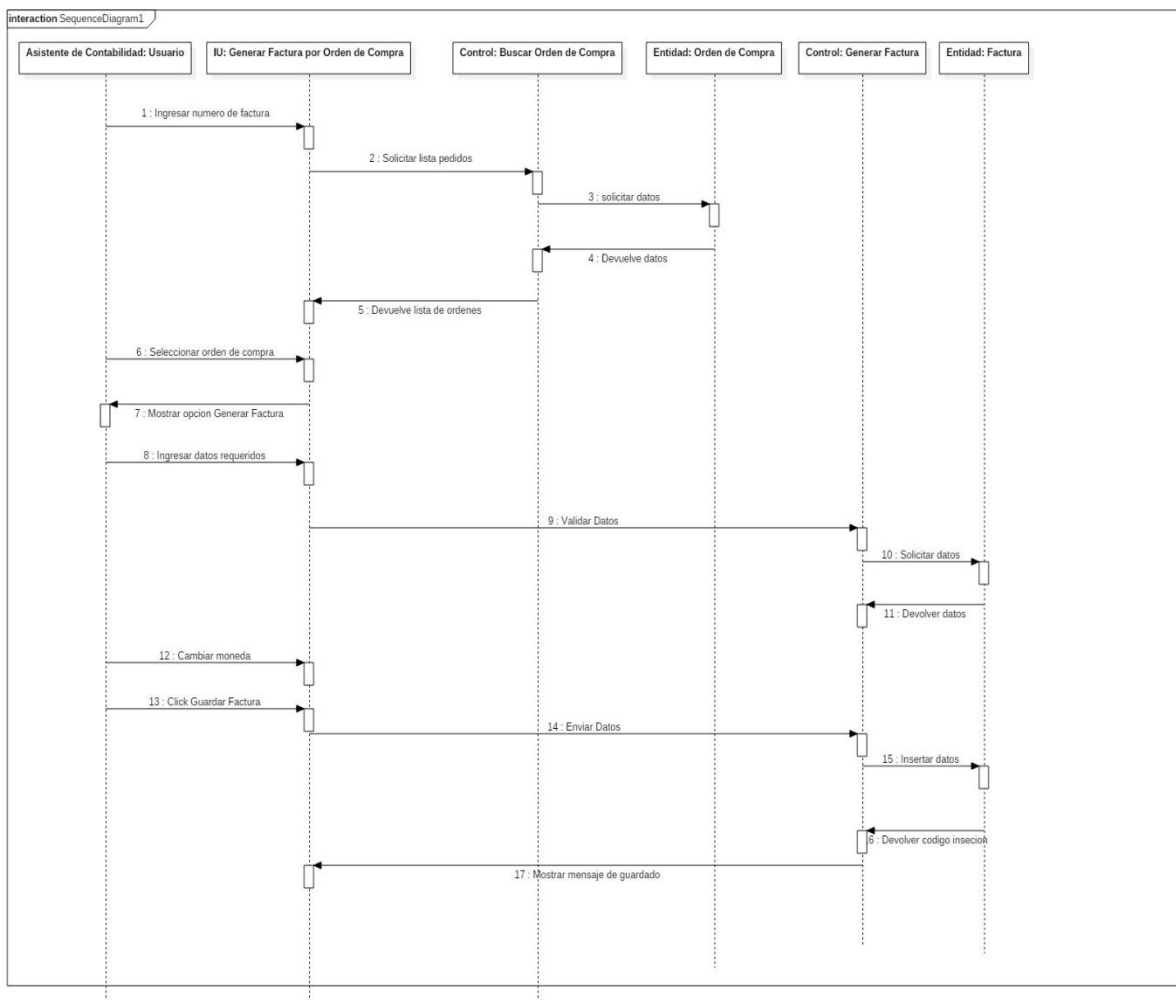 interaction SequenceDiagram1
Asistente de Contabilidad: Usuario
IU: Generar Factura por Orden de Compra
Control: Buscar Orden de Compra
Entidad: Orden de Compra
Control: Generar Factura
Entidad: Factura
1 : Ingresar numero de factura
2 : Solicitar lista pedidos
3 : solicitar datos
4 : Devuelve datos
5 : Devuelve lista de ordenes
6 : Seleccionar orden de compra
7 : Mostrar opcion Generar Factura
8 : Ingresar datos requeridos
9 : Validar Datos
10 : Solicitar datos
11 : Devolver datos
12 : Cambiar moneda
13 : Click Guardar Factura
14 : Enviar Datos
15 : Insertar datos
16 : Devolver codigo insecion
17 : Mostrar mensaje de guardado